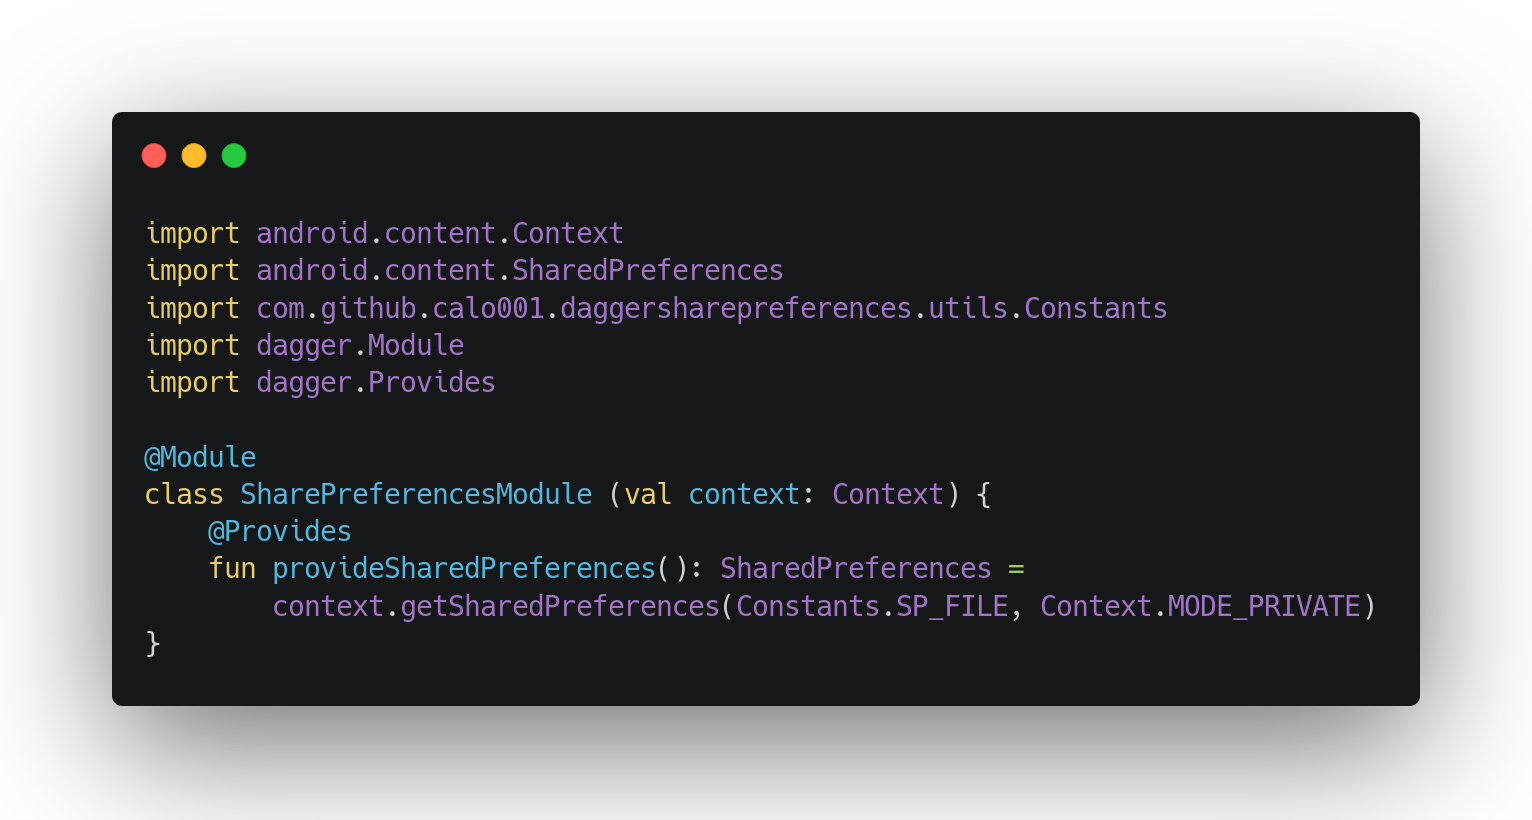 import android.content.Context
import android.content.SharedPreferences
import com.github.calo001.daggersharepreferences.utils.Constants
import dagger.Module
import dagger.Provides

@Module
class SharePreferencesModule (val context: Context) {
    @Provides
    fun provideSharedPreferences(): SharedPreferences =
        context.getSharedPreferences(Constants.SP_FILE, Context.MODE_PRIVATE)
}